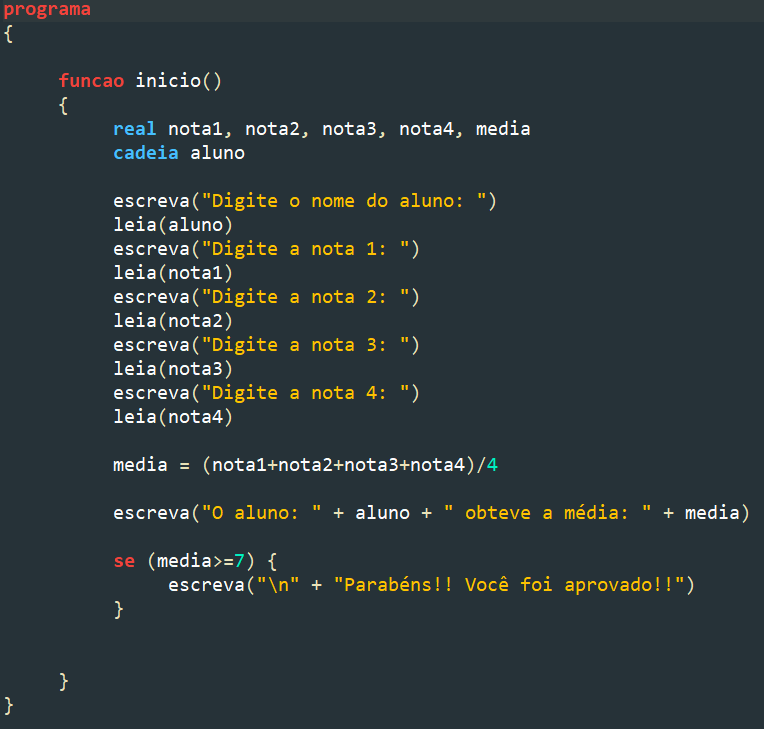 programa
{
funcao inicio()
{
real nota1, nota2, nota3, nota4, media
cadeia aluno
escreva("Digite o nome do aluno: ")
leia(aluno)
escreva("Digite a nota 1: ")
leia(nota1)
escreva("Digite a nota 2: ")
leia(nota2)
escreva("Digite a nota 3: ")
leia(nota3)
escreva("Digite a nota 4: ")
leia(nota4)
media = (nota1+nota2+nota3+nota4)/4
escreva("O aluno: " + aluno + " obteve a média: " + media)
se (media>=7) {
escreva("\n" + "Parabéns!! Você foi aprovado!!")
}
}
}